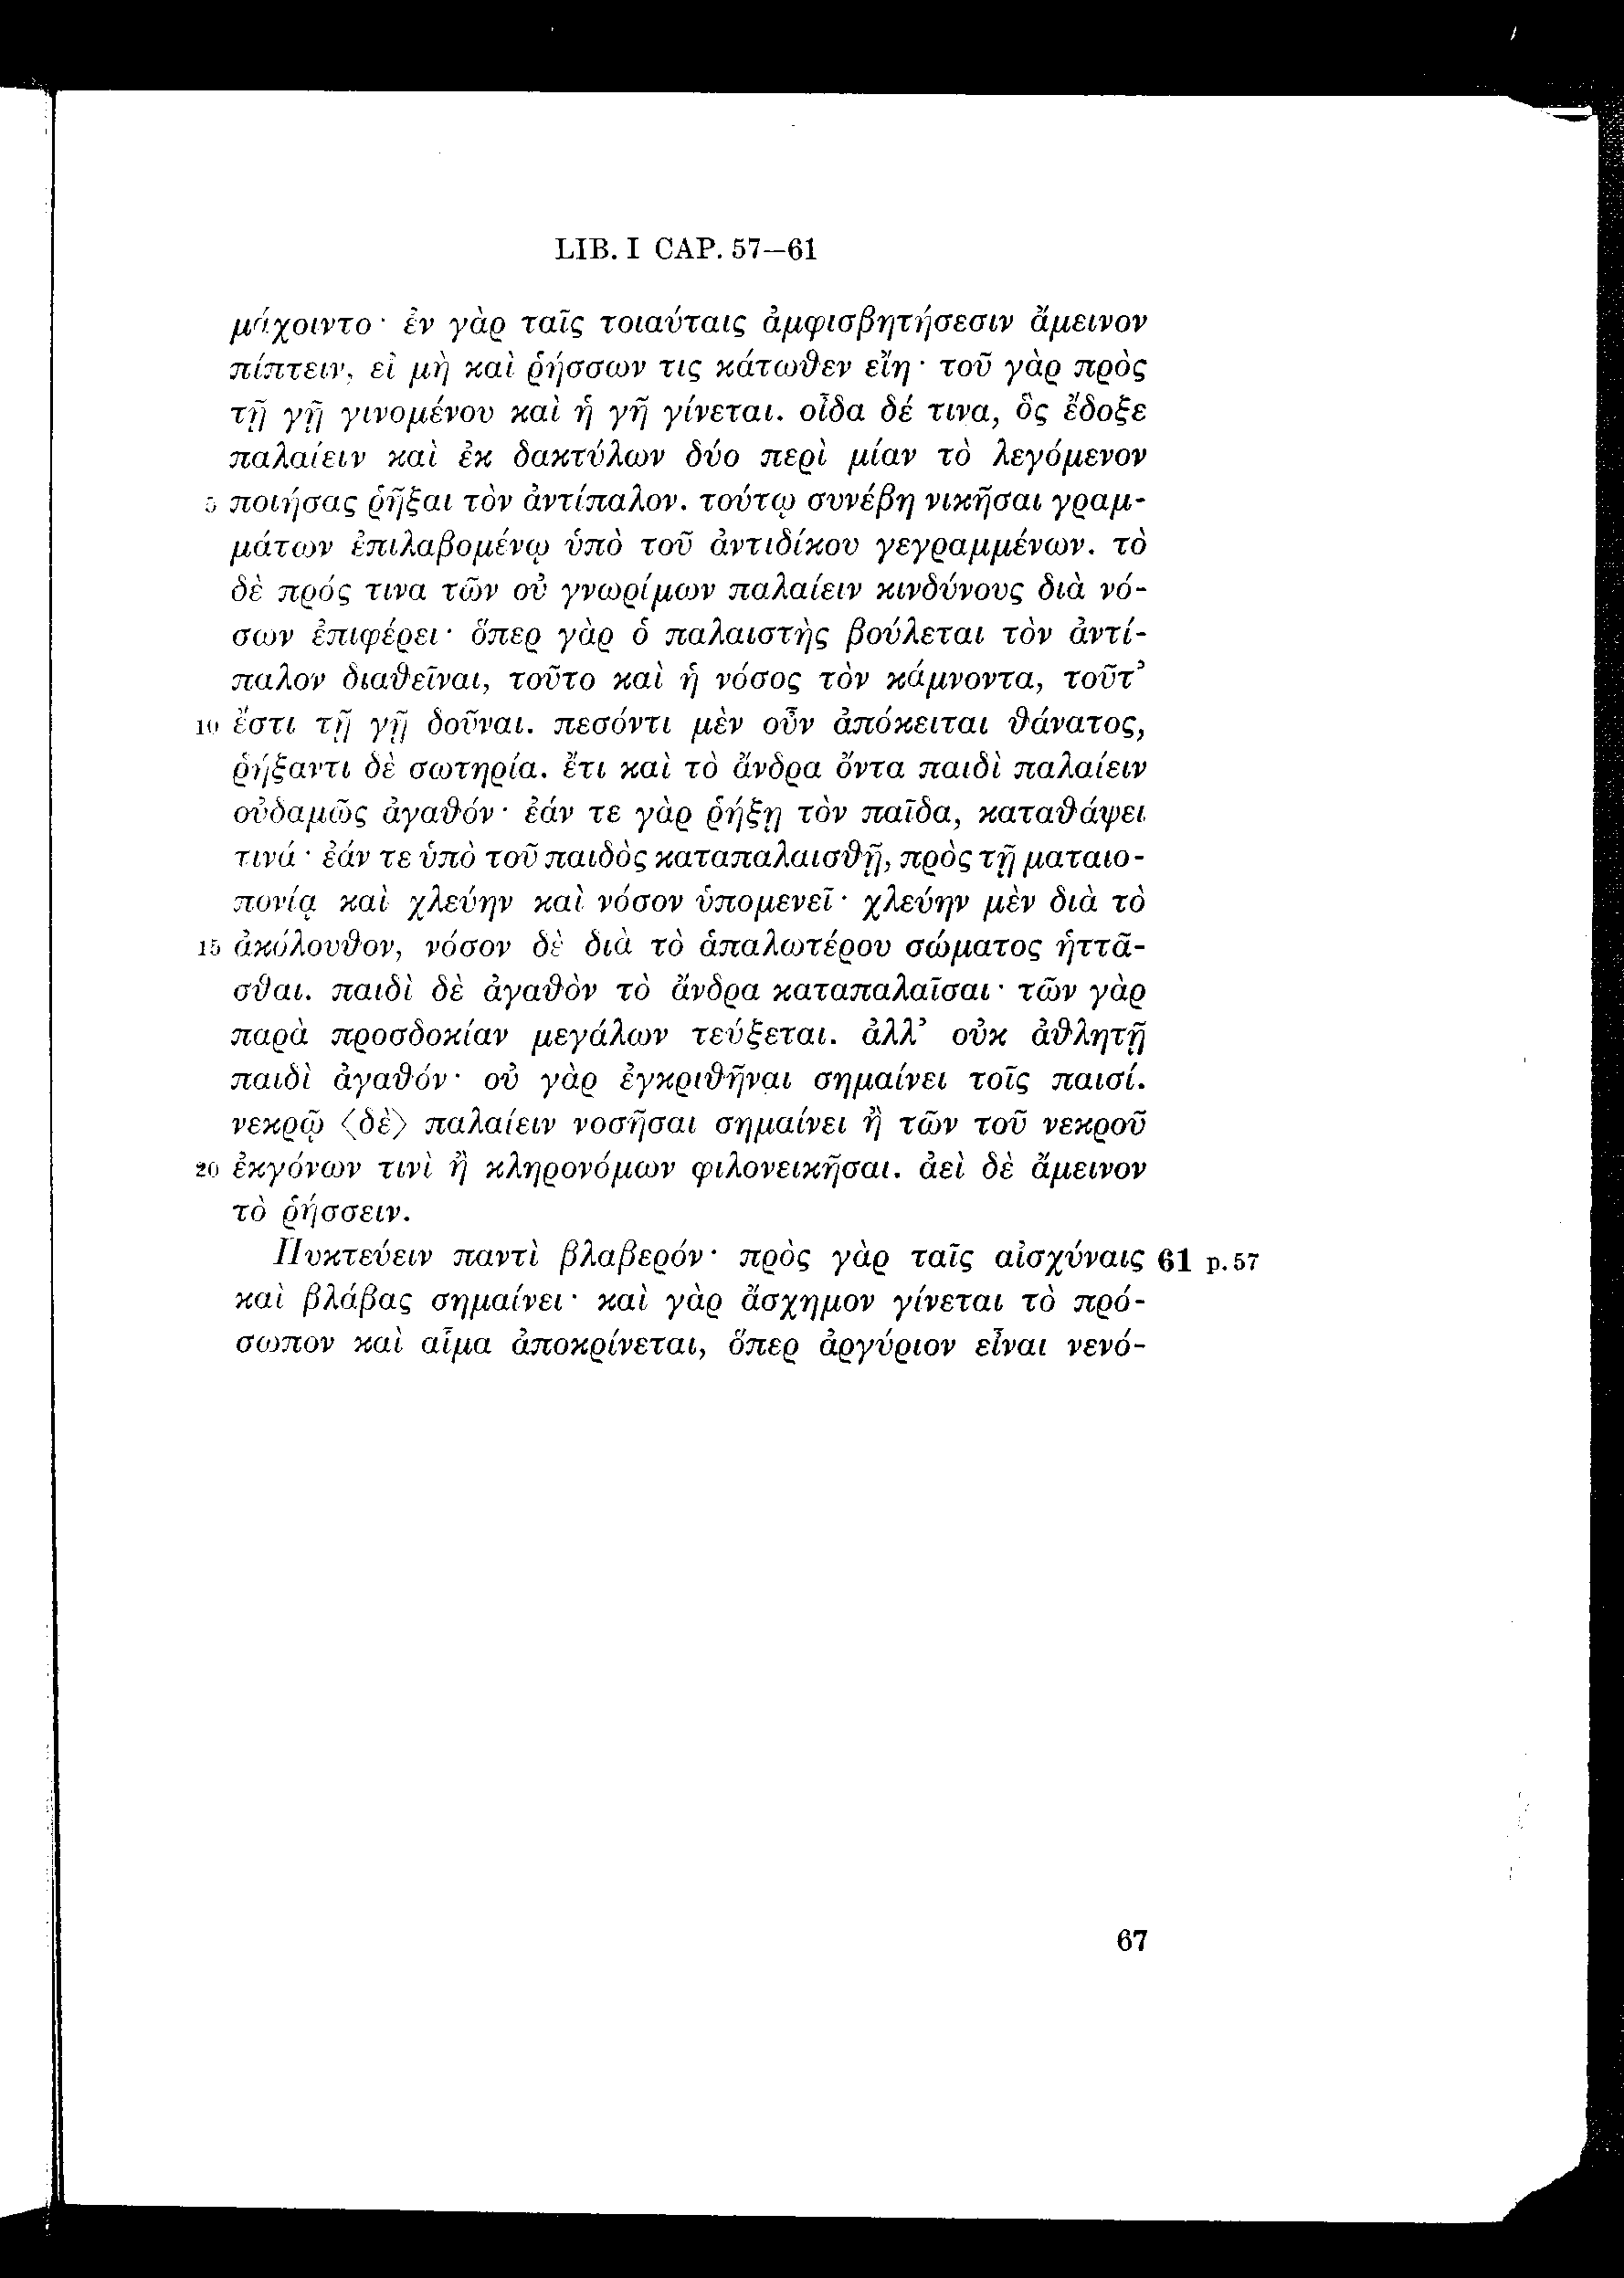 LIB. I CAP. 57—61
μάχοιντο· ἐν γὰρ ταῖς τοιαύταις ἀμφισβητήσεσιν ἄμεινον
πίπτειν, εἰ μὴ καὶ ῥήσσων τις κάτωθεν εἴη· τοῦ γὰρ πρὸς
τῇ γῇ γινομένου καὶ ἡ γῆ γίνεται. οἶδα δέ τινα, ὃς ἔδοξε
παλαίειν καὶ ἐκ δακτύλων δύο περὶ μίαν τὸ λεγόμενον
5 ποιήσας ῥῆξαι τὸν ἀντίπαλον. τούτῳ συνέβη νικῆσαι γραμ-
μάτων ἐπιλαβομένῳ ὑπὸ τοῦ ἀντιδίκου γεγραμμένων. τὸ
δὲ πρός τινα τῶν οὐ γνωρίμων παλαίειν κινδύνους διὰ νό-
σων ἐπιφέρει· ὅπερ γὰρ ὁ παλαιστὴς βούλεται τὸν ἀντί-
παλον διαθεῖναι, τοῦτο καὶ ἡ νόσος τὸν κάμνοντα, τοῦτ’
10 ἔστι τῇ γῇ δοῦναι. πεσόντι μὲν οὖν ἀπόκειται θάνατος,
ῥήξαντι δὲ σωτηρία. ἔτι καὶ τὸ ἄνδρα ὄντα παιδὶ παλαίειν
οὐδαμῶς ἀγαθόν· ἐάν τε γὰρ ῥήξῃ τὸν παῖδα, καταθάψει
τινά· ἐάν τε ὑπὸ τοῦ παιδὸς καταπαλαισθῇ, πρὸς τῇ ματαιο-
πονίᾳ καὶ χλεύην καὶ νόσον ὑπομενεῖ· χλεύην μὲν διὰ τὸ
15 ἀκόλουθον, νόσον δὲ διὰ τὸ ἁπαλωτέρου σώματος ἡττᾶ-
σθαι. παιδὶ δὲ ἀγαθὸν τὸ ἄνδρα καταπαλαῖσαι· τῶν γὰρ
παρὰ προσδοκίαν μεγάλων τεύξεται. ἀλλ’ οὐκ ἀθλητῇ
παιδὶ ἀγαθόν· οὐ γὰρ ἐγκριθῆναι σημαίνει τοῖς παισί.
νεκρῷ ⟨δὲ⟩ παλαίειν νοσῆσαι σημαίνει ἢ τῶν τοῦ νεκροῦ
20 ἐκγόνων τινὶ ἢ κληρονόμων φιλονεικῆσαι. ἀεὶ δὲ ἄμεινον
τὸ ῥήσσειν.
Πυκτεύειν παντὶ βλαβερόν· πρὸς γὰρ ταῖς αἰσχύναις 61 p. 57
καὶ βλάβας σημαίνει· καὶ γὰρ ἄσχημον γίνεται τὸ πρό-
σωπον καὶ αἷμα ἀποκρίνεται, ὅπερ ἀργύριον εἶναι νενό-
67